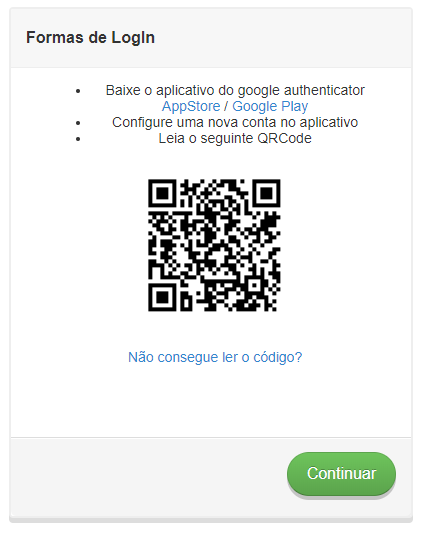 Formas de LogIn
Baixe o aplicativo do google authenticator
AppStore / Google Play
Configure uma nova conta no aplicativo
Leia o seguinte QRCode
Não consegue ler o código?
Continuar